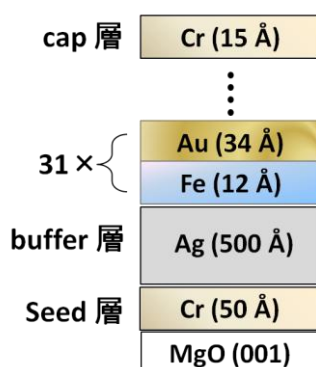 cap 層 Cr (15 Å)
Au (34 Å)
31 ×
Fe (12 Å)
buffer 層 Ag (500 Å)
Seed 層 Cr (50 Å)
MgO (001)